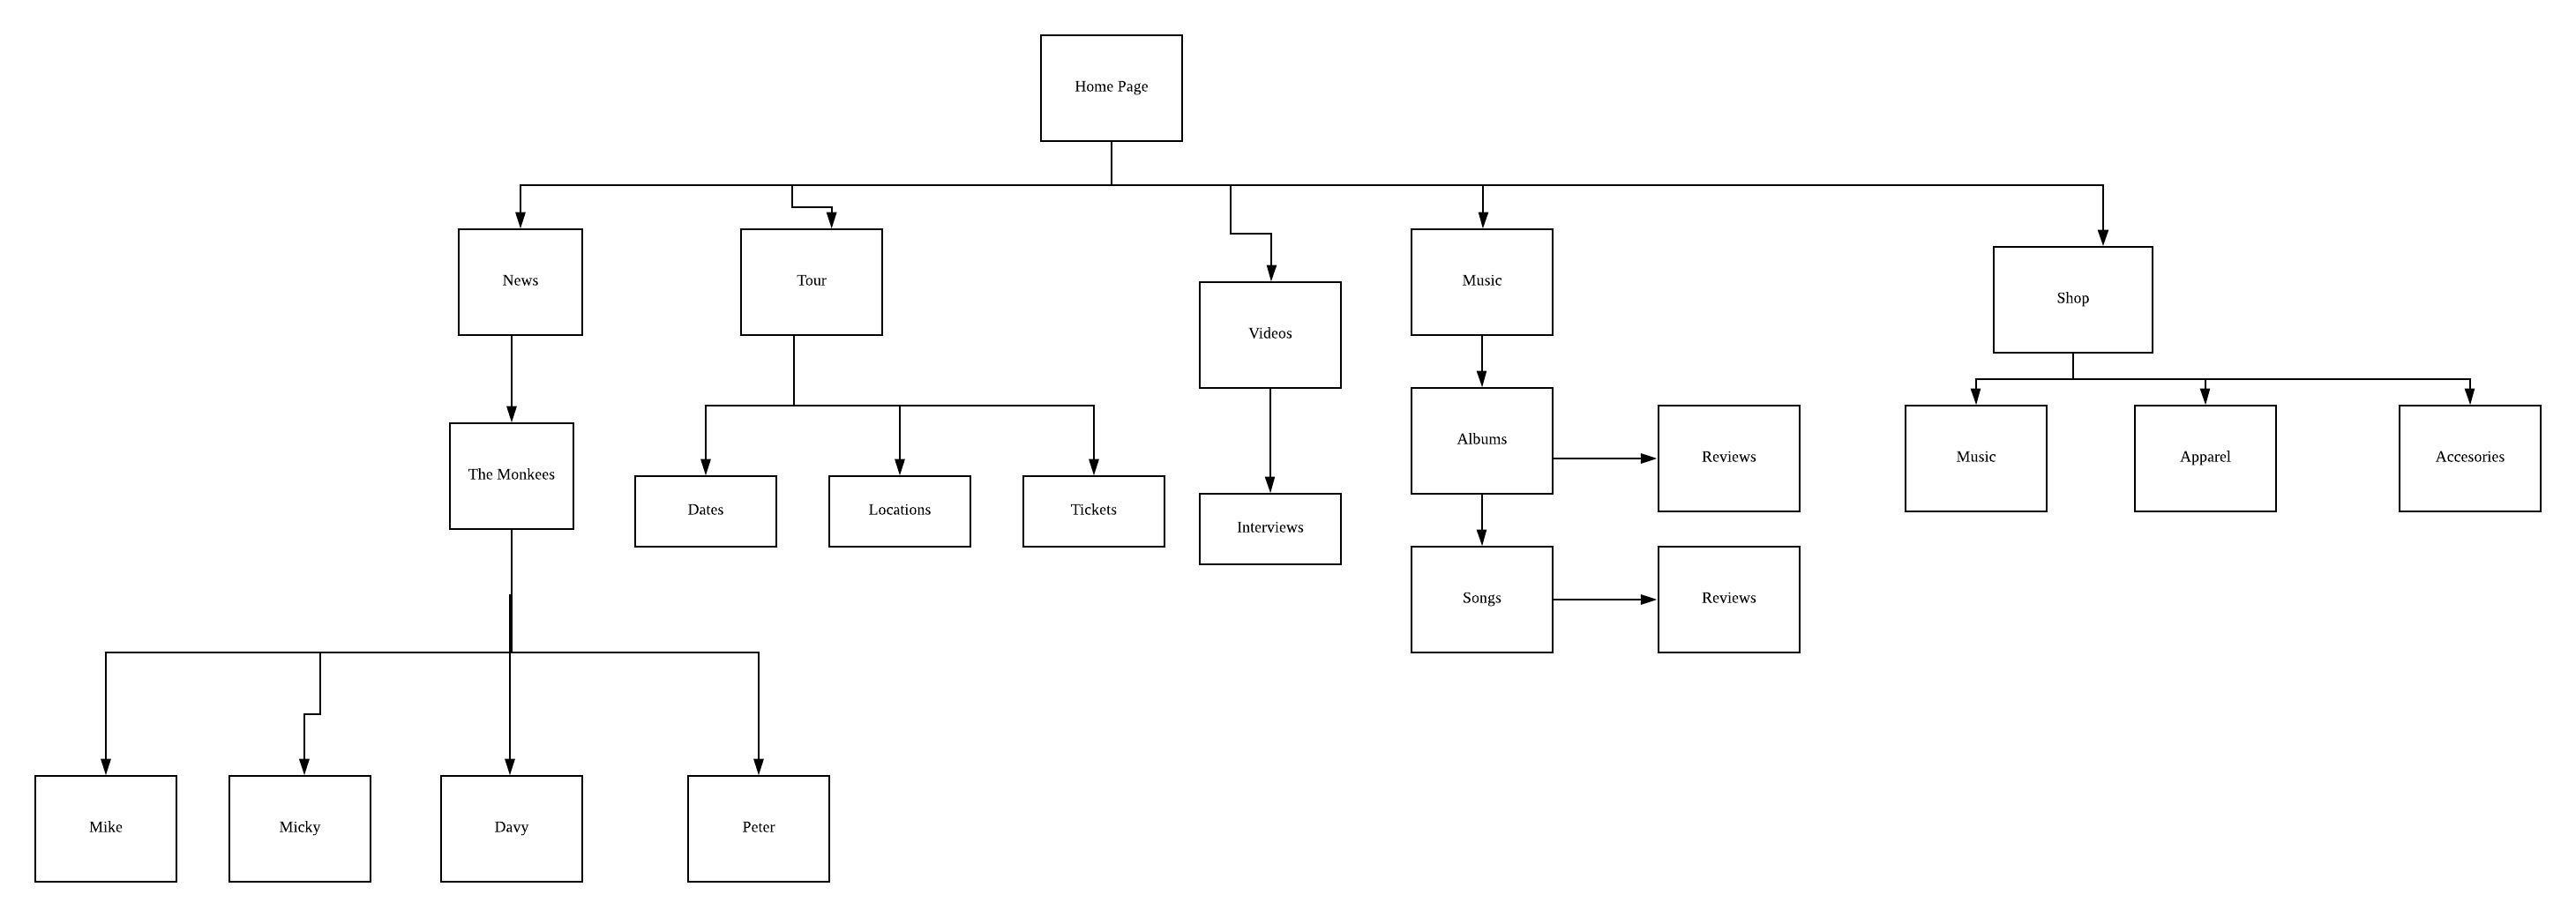 Home Page
News
Tour
Videos
Music
Shop
The Monkees
Dates
Locations
Tickets
Interviews
Albums
Reviews
Songs
Reviews
Music
Apparel
Accesories
Mike
Micky
Davy
Peter